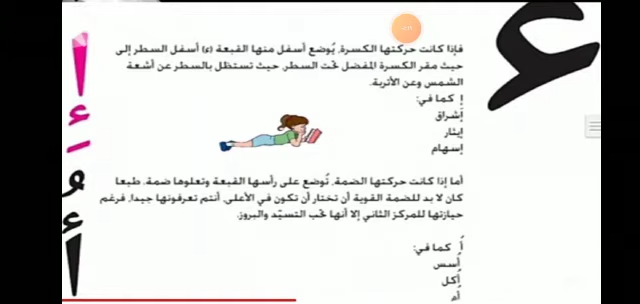 فإذا كانت حركتها الكسرة، يُوضع أسفل منها القبعة (ء) أسفل السطر إلى
حيث مقر الكسرة المفضل تحت السطر، حيث تستظل بالسطر عن أشعة
الشمس وعن الأتربة.
إ كما في:
إشراق
إيثار
إسهام
أما إذا كانت حركتها الضمة، تُوضع على رأسها القبعة وتعلوها ضمة، طبعا
كان لا بد للضمة القوية أن تختار أن تكون في الأعلى، أنتم تعرفونها جيدا، فرغم
حيازتها للمركز الثاني إلا أنها تحب التسيّد والبروز.
أُ كما في:
أُسس
أُكل
أُم
ء